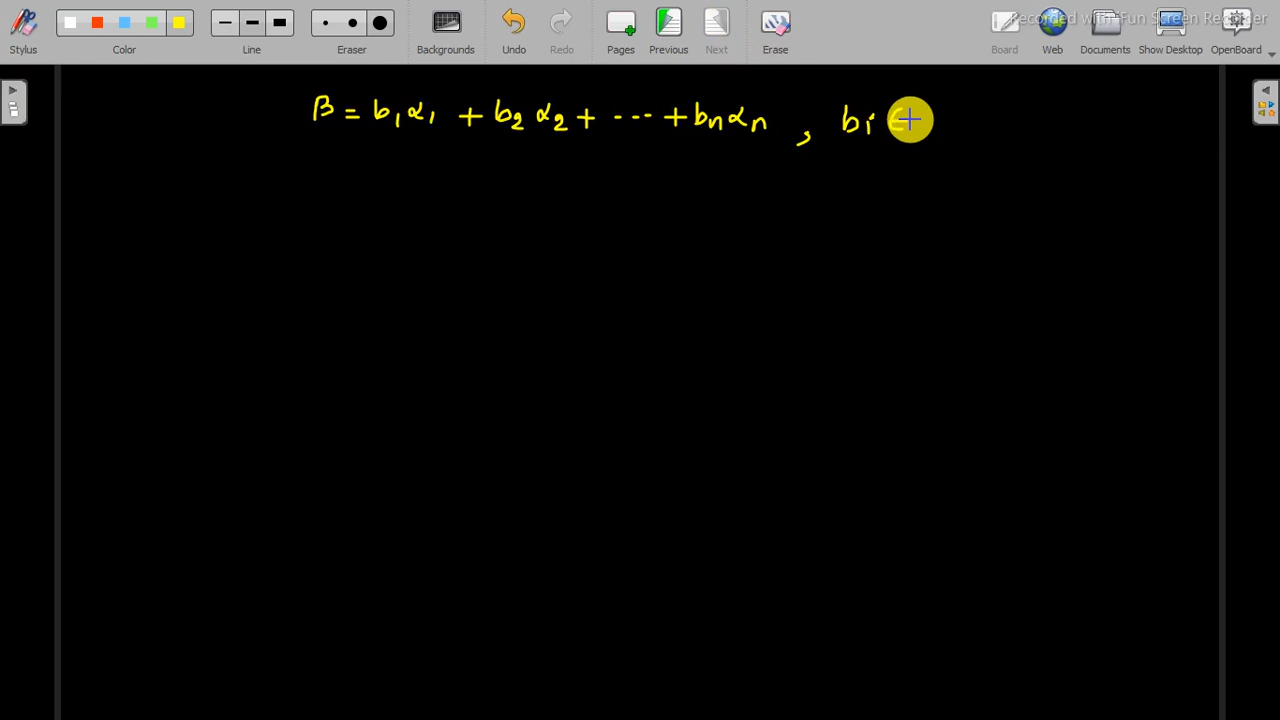 Stylus Color Line Eraser Backgrounds Undo Redo Pages Previous Next Erase Board Web Documents Show Desktop OpenBoard
Recorded with Fun Screen Recorder
β = b₁α₁ + b₂α₂ + ··· + bₙαₙ , bᵢ ∈